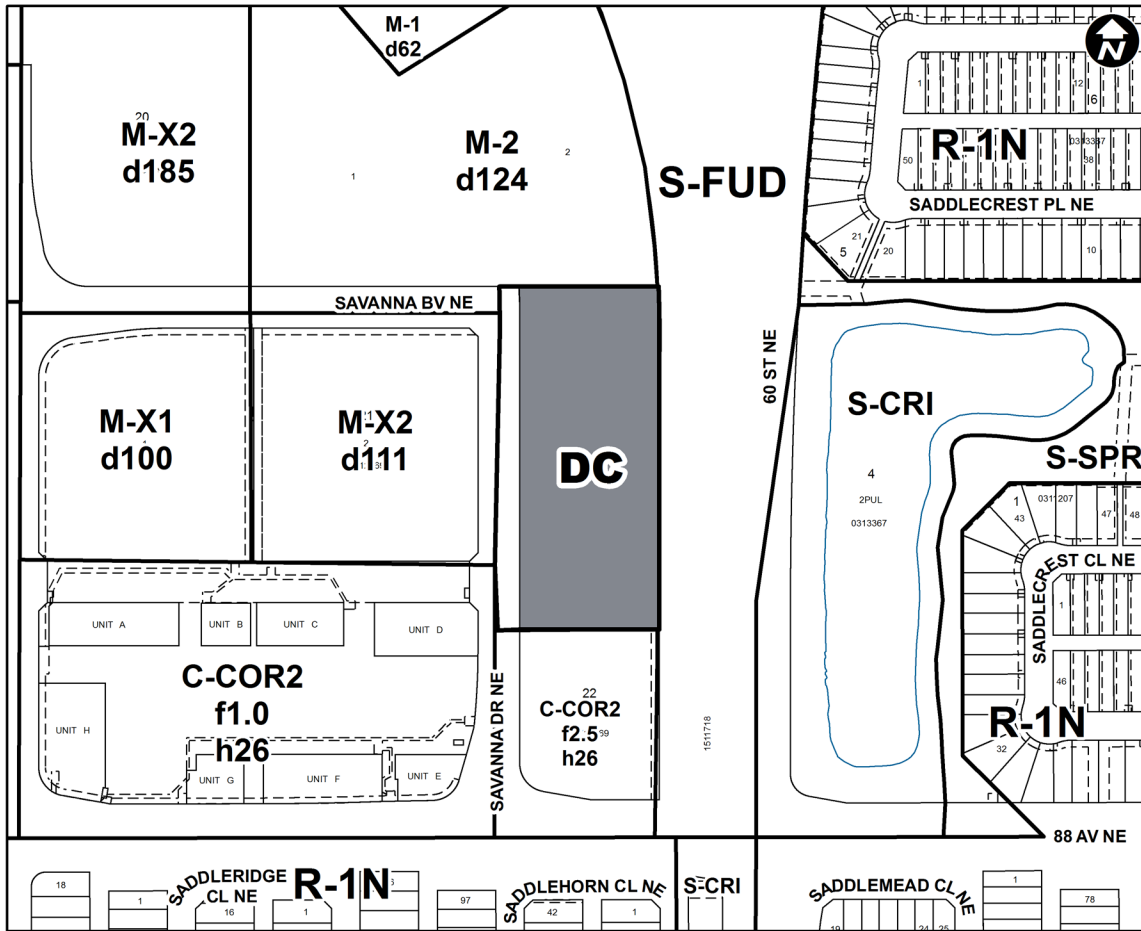 M-1
d62
N
20
M-X2
d185
1
M-2
d124
2
S-FUD
1
12
6
R-1N
50
38
SADDLECREST PL NE
21
5
20
10
SAVANNA BV NE
60 ST NE
M-X1
d100
M-X2
d111
DC
S-CRI
4
2PUL
0313367
S-SPR
1
43
0311207
47
48
SADDLECREST CL NE
1
46
R-1N
32
UNIT A
UNIT B
UNIT C
UNIT D
C-COR2
f1.0
h26
UNIT H
UNIT G
UNIT F
UNIT E
SAVANNA DR NE
22
C-COR2
f2.5
h26
1511718
88 AV NE
18
1
SADDLERIDGE
CL NE
16
R-1N
1
97
SADDLEHORN CL NE
42
1
S-CRI
SADDLEMEAD CL NE
19
24
25
1
78